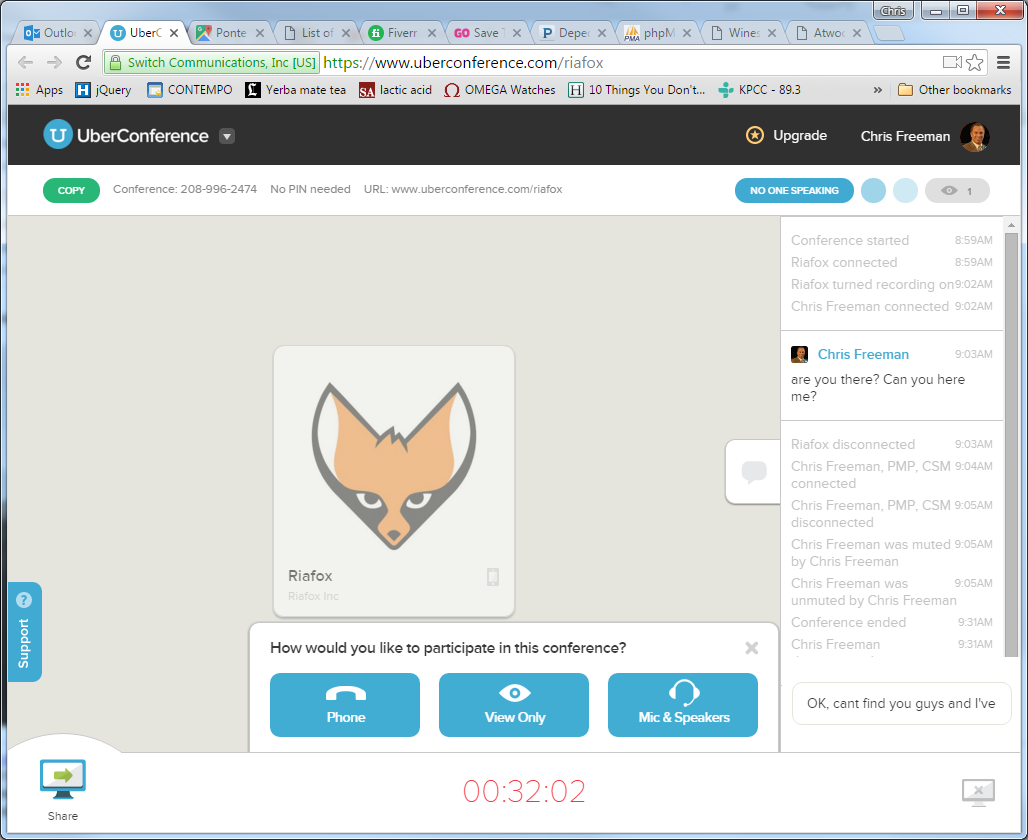 Chris
Outlo
UberC
Ponte
List of
Fiverr
GO Save
P Depec
PMA phpM
Wines
Atwo
Switch Communications, Inc [US] https://www.uberconference.com/riafox
Apps
H jQuery
CONTEMPO
L Yerba mate tea
SA lactic acid
Ω OMEGA Watches
H 10 Things You Don't...
KPCC - 89.3
»
Other bookmarks
U UberConference
Upgrade
Chris Freeman
COPY
Conference: 208-996-2474 No PIN needed URL: www.uberconference.com/riafox
NO ONE SPEAKING
1
Conference started 8:59AM
Riafox connected 8:59AM
Riafox turned recording on 9:02AM
Chris Freeman connected 9:02AM
Chris Freeman 9:03AM
are you there? Can you here
me?
Riafox disconnected 9:03AM
Chris Freeman, PMP, CSM 9:04AM
connected
Chris Freeman, PMP, CSM 9:05AM
disconnected
Chris Freeman was muted 9:05AM
by Chris Freeman
Chris Freeman was 9:05AM
unmuted by Chris Freeman
Conference ended 9:31AM
Chris Freeman 9:31AM
OK, cant find you guys and I've
Riafox
Riafox Inc
? Support
How would you like to participate in this conference?
Phone
View Only
Mic & Speakers
Share
00:32:02